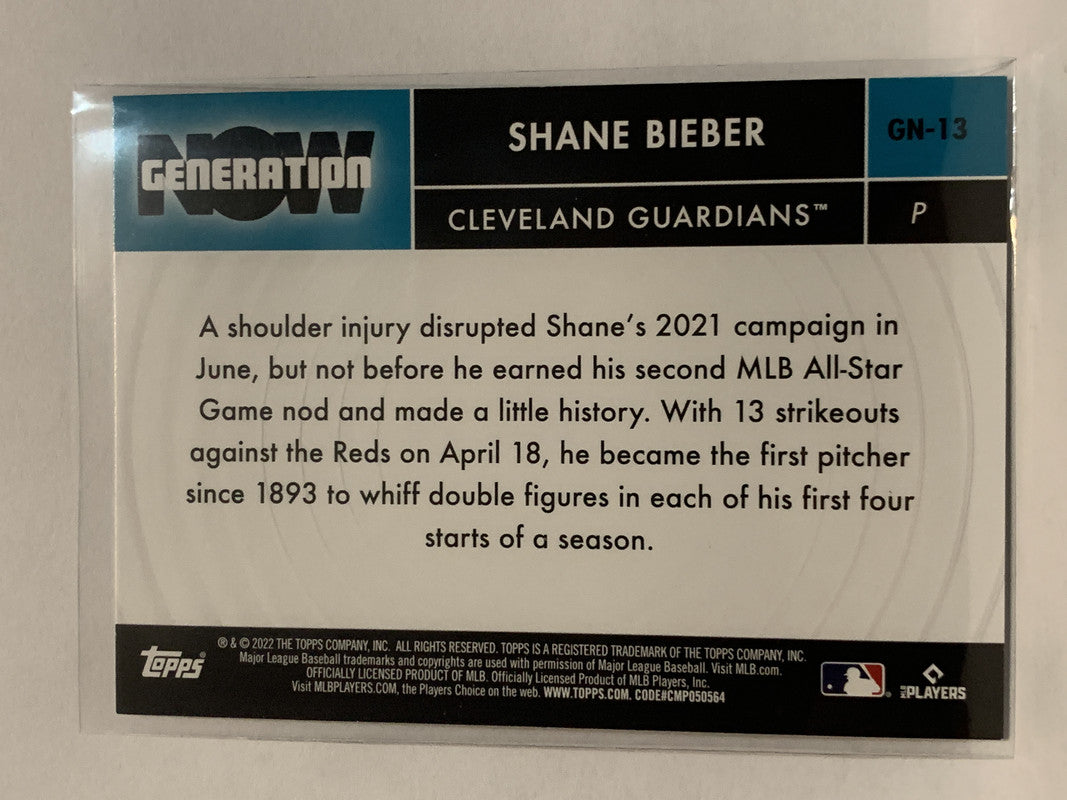 GENERATION NOW
SHANE BIEBER
GN-13
CLEVELAND GUARDIANS™
P
A shoulder injury disrupted Shane's 2021 campaign in
June, but not before he earned his second MLB All-Star
Game nod and made a little history. With 13 strikeouts
against the Reds on April 18, he became the first pitcher
since 1893 to whiff double figures in each of his first four
starts of a season.
topps®
® & © 2022 THE TOPPS COMPANY, INC. ALL RIGHTS RESERVED. TOPPS IS A REGISTERED TRADEMARK OF THE TOPPS COMPANY, INC.
Major League Baseball trademarks and copyrights are used with permission of Major League Baseball. Visit MLB.com.
OFFICIALLY LICENSED PRODUCT OF MLB. Officially Licensed Product of MLB Players, Inc.
Visit MLBPLAYERS.COM, the Players Choice on the web. WWW.TOPPS.COM. CODE#CMP050564
MLB PLAYERS